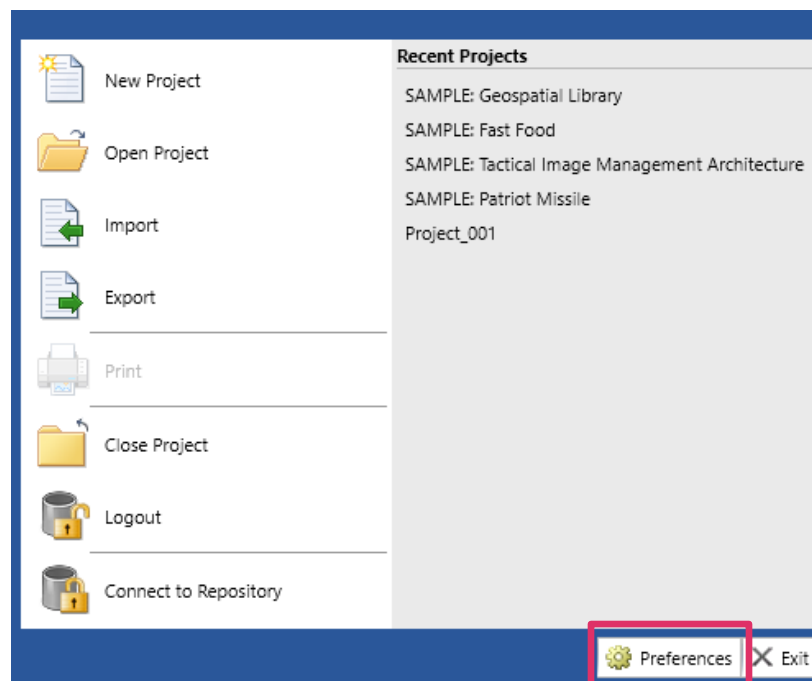 New Project
Open Project
Import
Export
Print
Close Project
Logout
Connect to Repository
Recent Projects
SAMPLE: Geospatial Library
SAMPLE: Fast Food
SAMPLE: Tactical Image Management Architecture
SAMPLE: Patriot Missile
Project_001
Preferences Exit